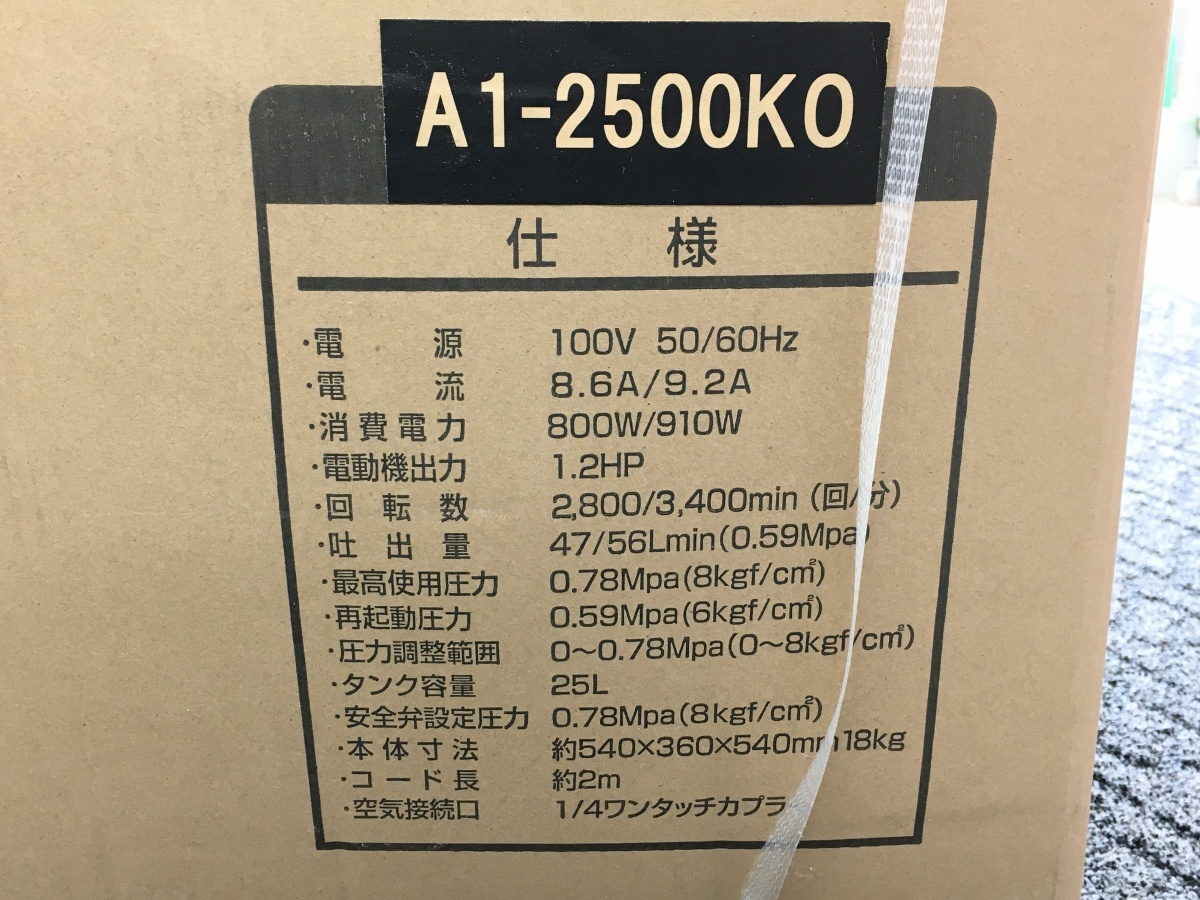 A1-2500KO
仕様
・電源 100V 50/60Hz
・電流 8.6A/9.2A
・消費電力 800W/910W
・電動機出力 1.2HP
・回転数 2,800/3,400min (回/分)
・吐出量 47/56Lmin(0.59Mpa)
・最高使用圧力 0.78Mpa(8kgf/c㎡)
・再起動圧力 0.59Mpa(6kgf/c㎡)
・圧力調整範囲 0〜0.78Mpa(0〜8kgf/c㎡)
・タンク容量 25L
・安全弁設定圧力 0.78Mpa(8kgf/c㎡)
・本体寸法 約540×360×540mm18kg
・コード長 約2m
・空気接続口 1/4ワンタッチカプラ